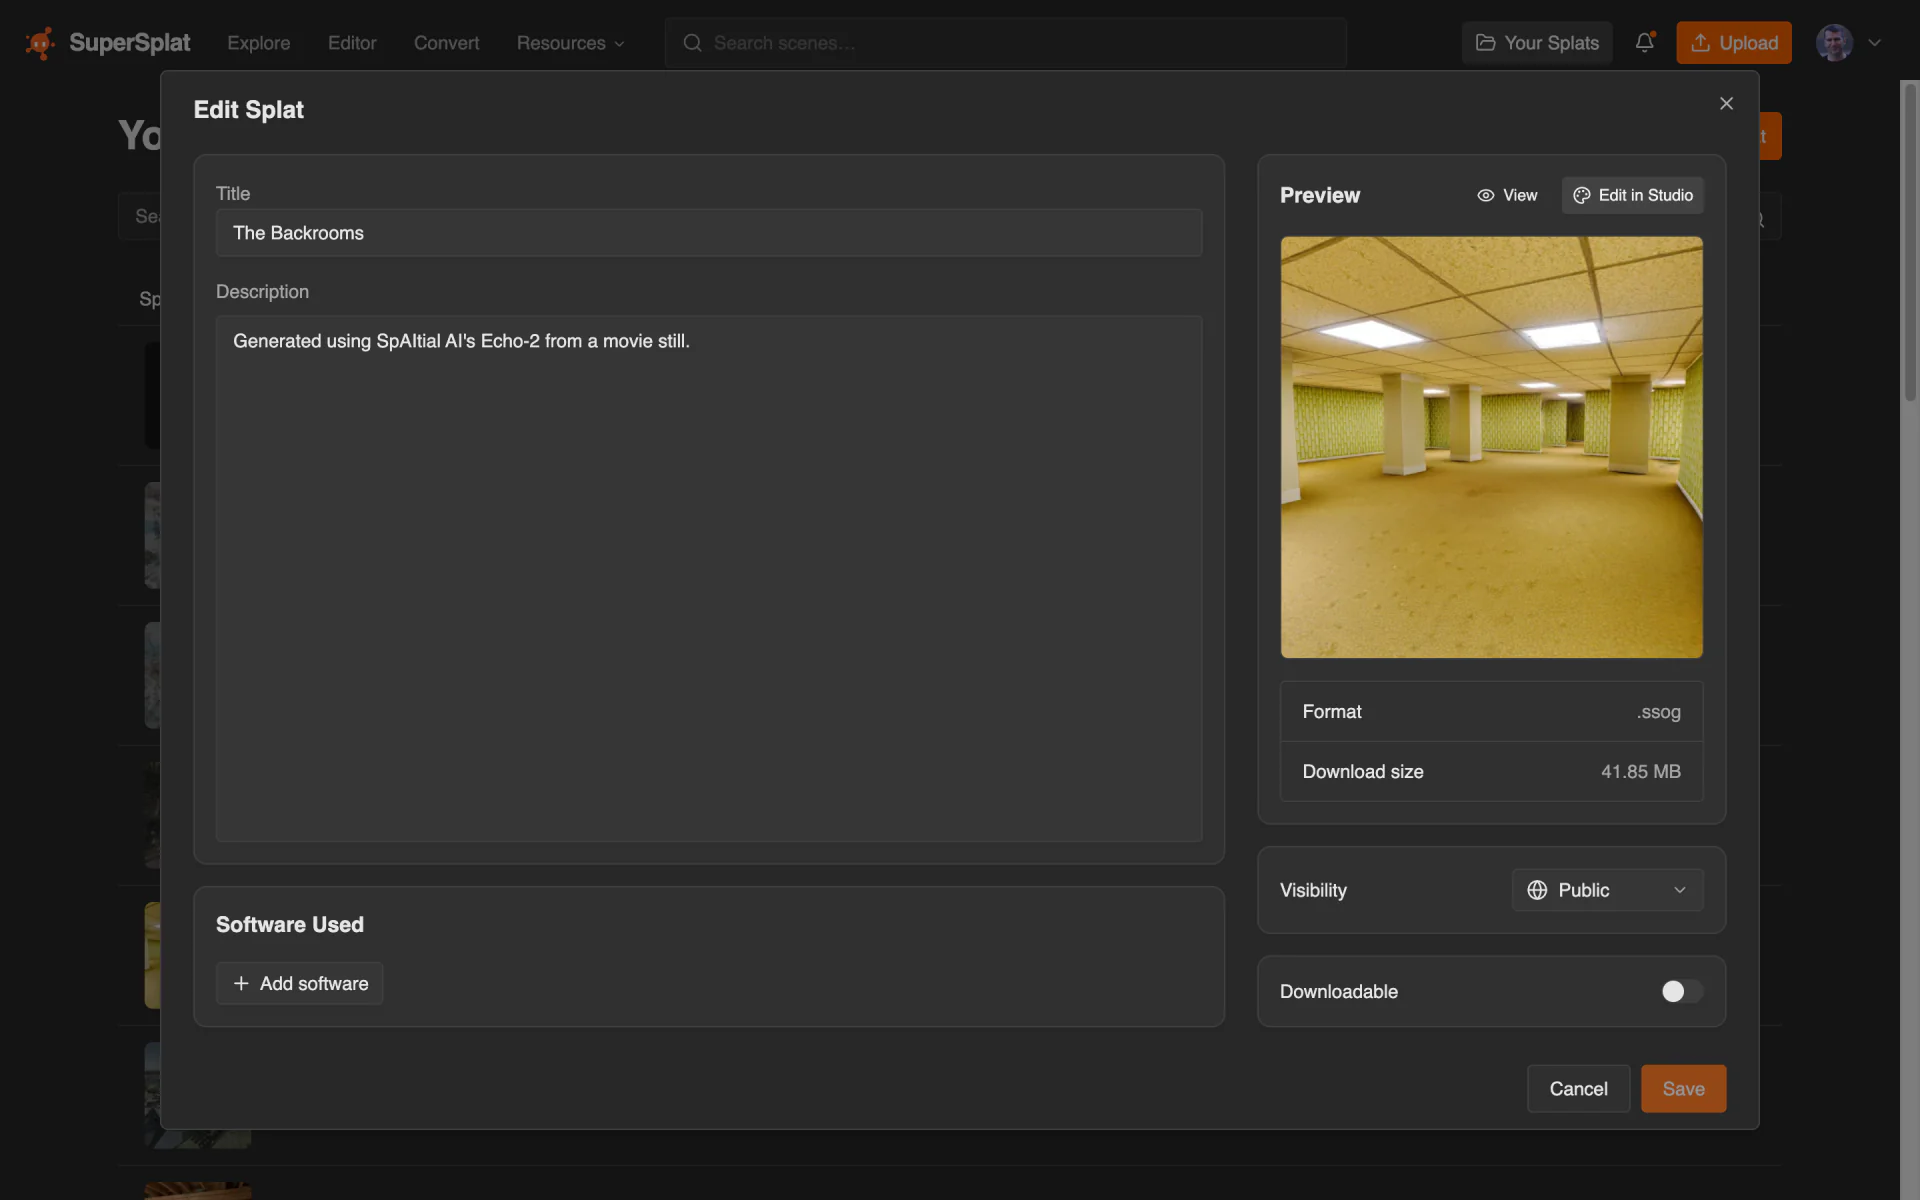 SuperSplat
Explore
Editor
Convert
Resources
Search scenes...
Your Splats
Upload
Edit Splat
Title
The Backrooms
Description
Generated using SpAItial AI's Echo-2 from a movie still.
Software Used
Add software
Preview
View
Edit in Studio
Format
.ssog
Download size
41.85 MB
Visibility
Public
Downloadable
Cancel
Save